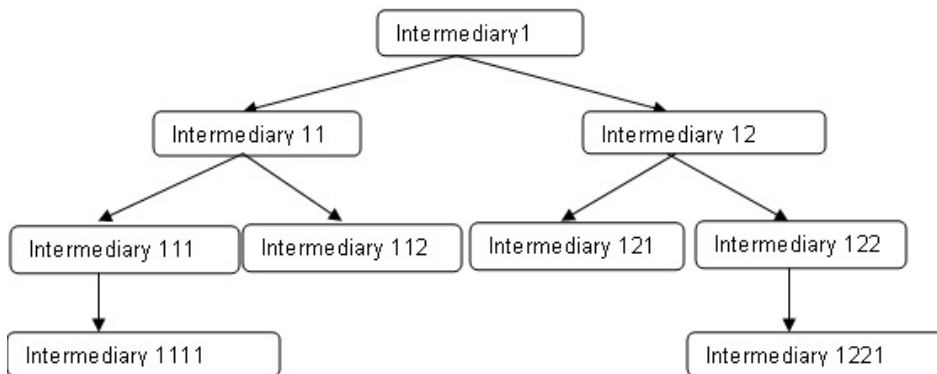 Intermediary1
Intermediary 11
Intermediary 12
Intermediary 111
Intermediary 112
Intermediary 121
Intermediary 122
Intermediary 1111
Intermediary 1221